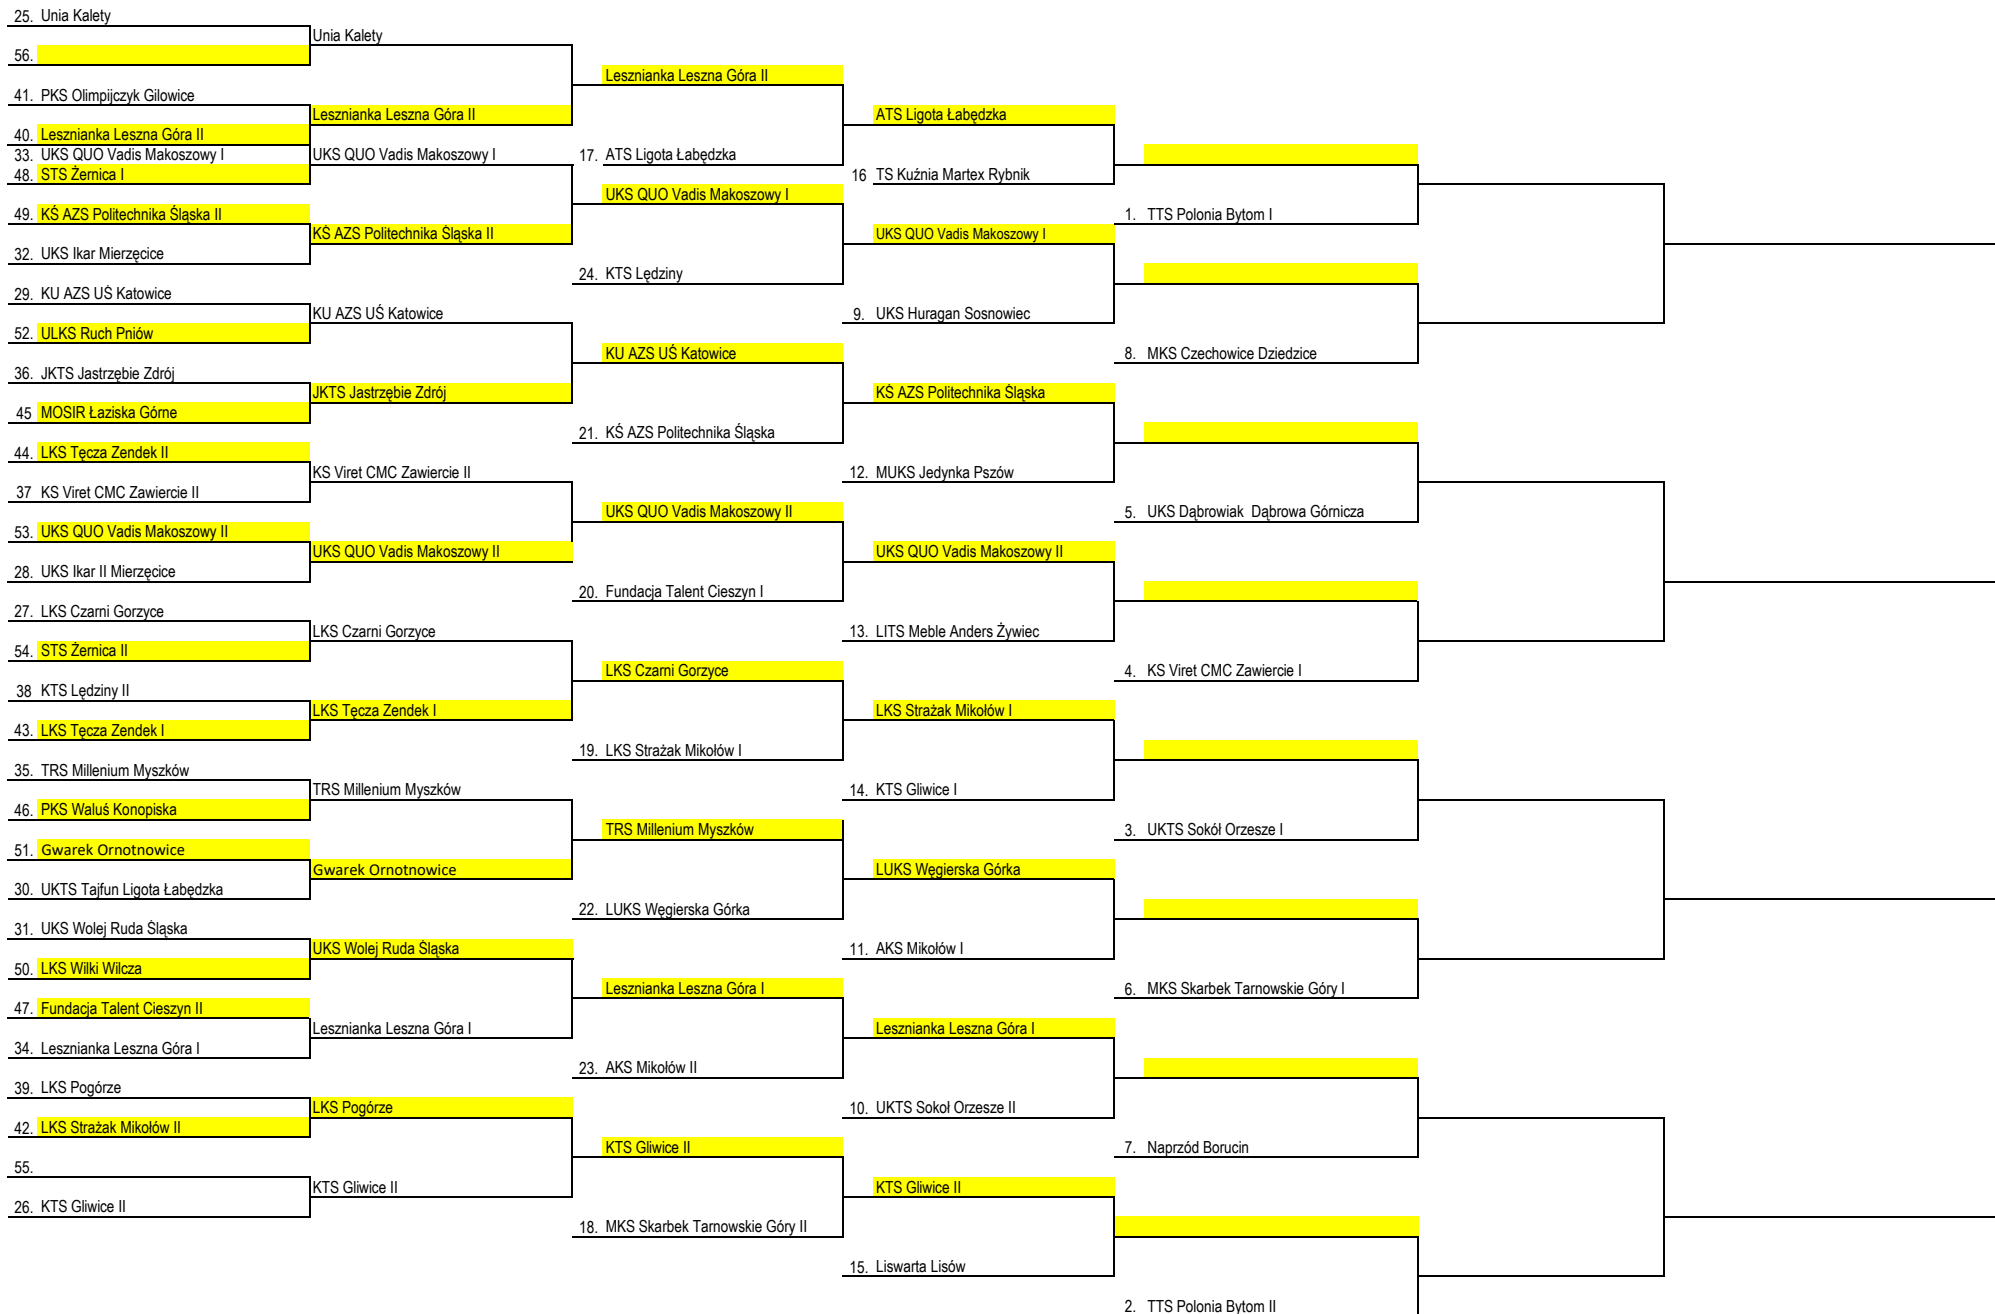 25. Unia Kalety
Unia Kalety
56.
Lesznianka Leszna Góra II
41. PKS Olimpijczyk Gilowice
Lesznianka Leszna Góra II
ATS Ligota Łabędzka
40. Lesznianka Leszna Góra II
33. UKS QUO Vadis Makoszowy I
UKS QUO Vadis Makoszowy I
17. ATS Ligota Łabędzka
48. STS Żernica I
16 TS Kuźnia Martex Rybnik
UKS QUO Vadis Makoszowy I
49. KŚ AZS Politechnika Śląska II
1. TTS Polonia Bytom I
KŚ AZS Politechnika Śląska II
UKS QUO Vadis Makoszowy I
32. UKS Ikar Mierzęcice
24. KTS Lędziny
29. KU AZS UŚ Katowice
KU AZS UŚ Katowice
9. UKS Huragan Sosnowiec
52. ULKS Ruch Pniów
KU AZS UŚ Katowice
8. MKS Czechowice Dziedzice
36. JKTS Jastrzębie Zdrój
JKTS Jastrzębie Zdrój
KŚ AZS Politechnika Śląska
45 MOSIR Łaziska Górne
21. KŚ AZS Politechnika Śląska
44. LKS Tęcza Zendek II
KS Viret CMC Zawiercie II
12. MUKS Jedynka Pszów
37 KS Viret CMC Zawiercie II
UKS QUO Vadis Makoszowy II
5. UKS Dąbrowiak Dąbrowa Górnicza
53. UKS QUO Vadis Makoszowy II
UKS QUO Vadis Makoszowy II
UKS QUO Vadis Makoszowy II
28. UKS Ikar II Mierzęcice
20. Fundacja Talent Cieszyn I
27. LKS Czarni Gorzyce
LKS Czarni Gorzyce
13. LITS Meble Anders Żywiec
54. STS Żernica II
LKS Czarni Gorzyce
4. KS Viret CMC Zawiercie I
38 KTS Lędziny II
LKS Tęcza Zendek I
LKS Strażak Mikołów I
43. LKS Tęcza Zendek I
19. LKS Strażak Mikołów I
35. TRS Millenium Myszków
TRS Millenium Myszków
14. KTS Gliwice I
46. PKS Waluś Konopiska
TRS Millenium Myszków
3. UKTS Sokół Orzesze I
51. Gwarek Ornotnowice
Gwarek Ornotnowice
LUKS Węgierska Górka
30. UKTS Tajfun Ligota Łabędzka
22. LUKS Węgierska Górka
31. UKS Wolej Ruda Śląska
UKS Wolej Ruda Śląska
11. AKS Mikołów I
50. LKS Wilki Wilcza
Lesznianka Leszna Góra I
6. MKS Skarbek Tarnowskie Góry I
47. Fundacja Talent Cieszyn II
Lesznianka Leszna Góra I
Lesznianka Leszna Góra I
34. Lesznianka Leszna Góra I
23. AKS Mikołów II
39. LKS Pogórze
LKS Pogórze
10. UKTS Sokoł Orzesze II
42. LKS Strażak Mikołów II
KTS Gliwice II
7. Naprzód Borucin
55.
KTS Gliwice II
KTS Gliwice II
26. KTS Gliwice II
18. MKS Skarbek Tarnowskie Góry II
15. Liswarta Lisów
2. TTS Polonia Bytom II